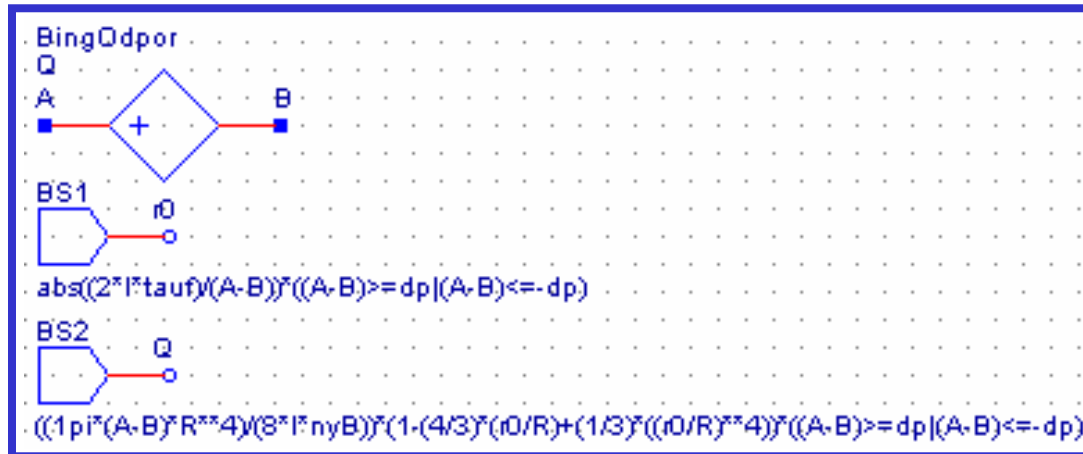 BingOdpor
Q
A B
+
BS1
r0
abs((2*l*tauf)/(A-B))*((A-B)>=dp|(A-B)<=-dp)
BS2
Q
((1pi*(A-B)*R**4)/(8*l*nyB))*(1-(4/3)*(r0/R)+(1/3)*((r0/R)**4))*((A-B)>=dp|(A-B)<=-dp)